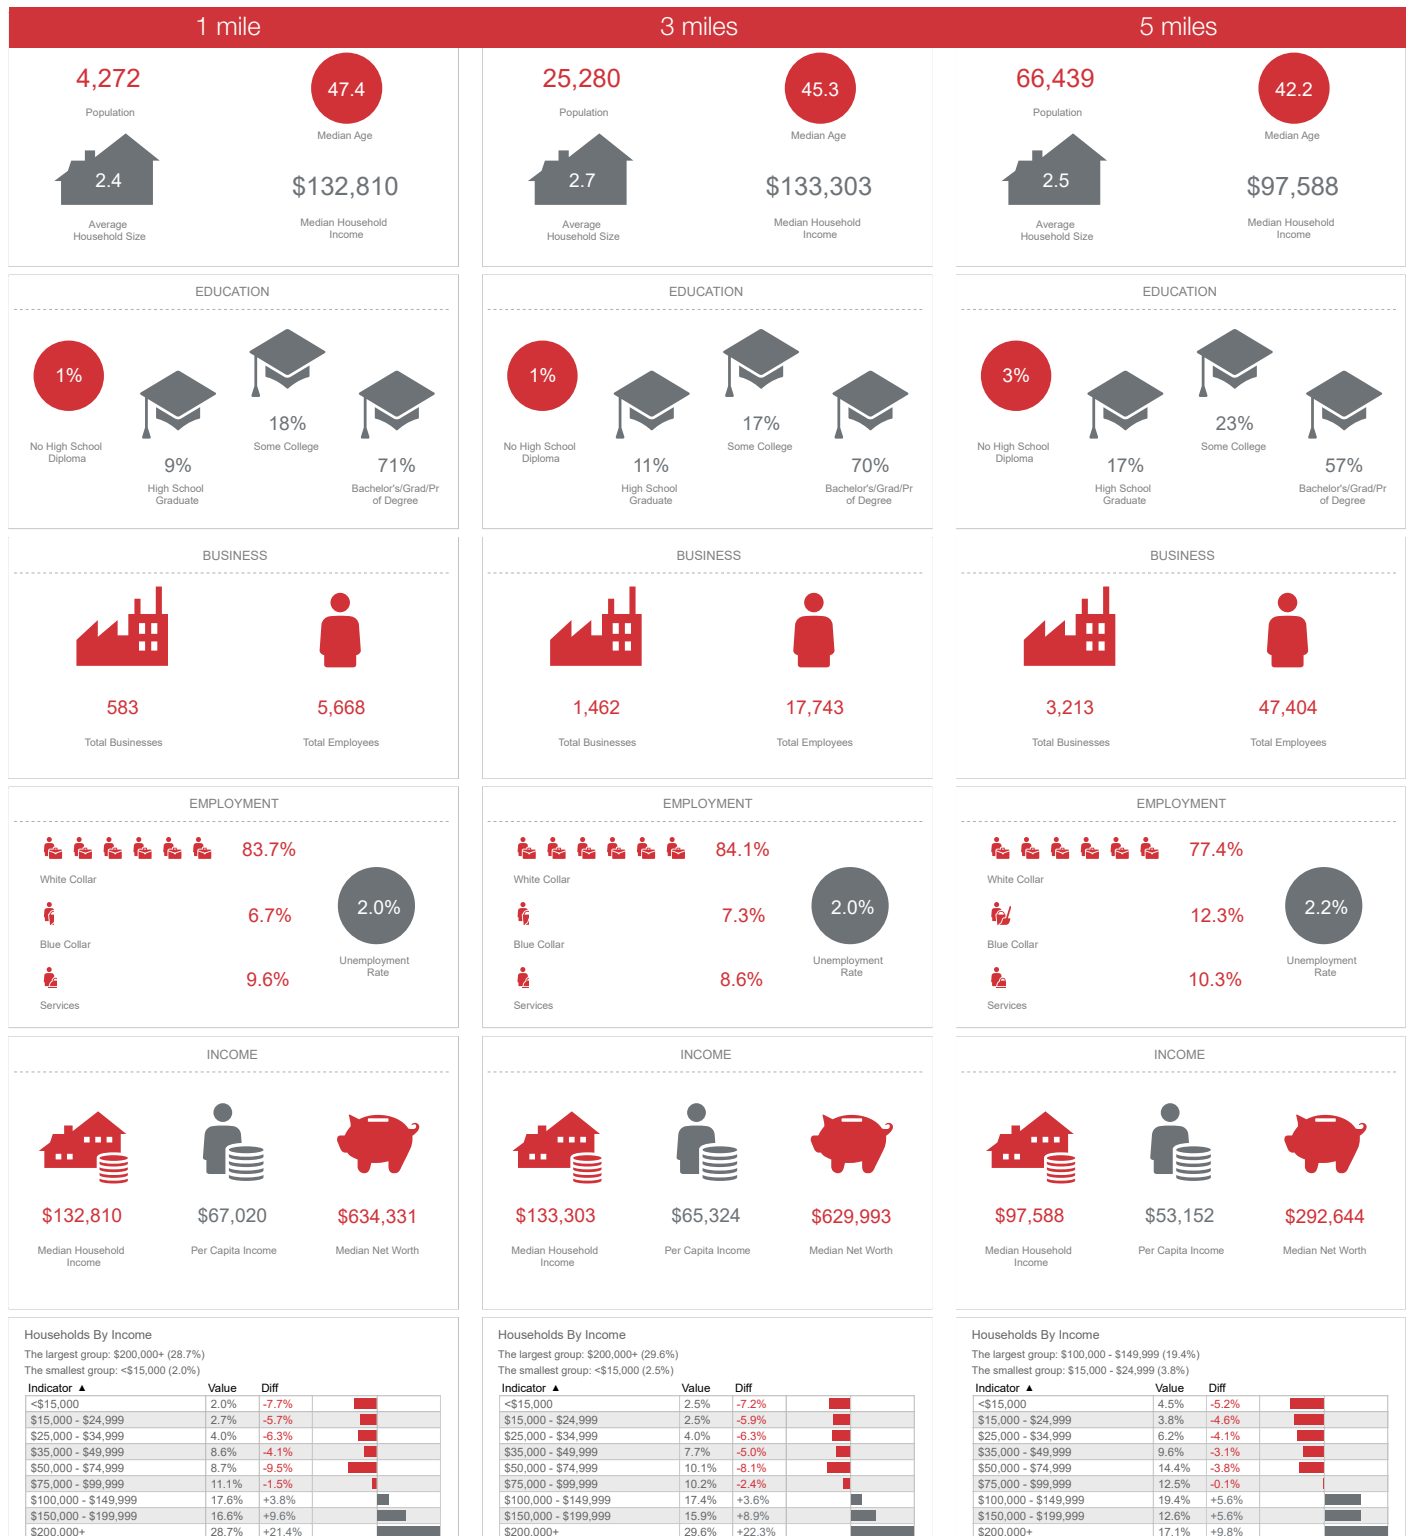 1 mile
4,272
Population
47.4
Median Age
2.4
Average
Household Size
$132,810
Median Household
Income
EDUCATION
1%
No High School
Diploma
9%
High School
Graduate
18%
Some College
71%
Bachelor's/Grad/Pr
of Degree
BUSINESS
583
Total Businesses
5,668
Total Employees
EMPLOYMENT
83.7%
White Collar
6.7%
Blue Collar
9.6%
Services
2.0%
Unemployment
Rate
INCOME
$132,810
Median Household
Income
$67,020
Per Capita Income
$634,331
Median Net Worth
Households By Income
The largest group: $200,000+ (28.7%)
The smallest group: <$15,000 (2.0%)
Indicator ▲ Value Diff
<$15,000 2.0% -7.7%
$15,000 - $24,999 2.7% -5.7%
$25,000 - $34,999 4.0% -6.3%
$35,000 - $49,999 8.6% -4.1%
$50,000 - $74,999 8.7% -9.5%
$75,000 - $99,999 11.1% -1.5%
$100,000 - $149,999 17.6% +3.8%
$150,000 - $199,999 16.6% +9.6%
$200,000+ 28.7% +21.4%
3 miles
25,280
Population
45.3
Median Age
2.7
Average
Household Size
$133,303
Median Household
Income
EDUCATION
1%
No High School
Diploma
11%
High School
Graduate
17%
Some College
70%
Bachelor's/Grad/Pr
of Degree
BUSINESS
1,462
Total Businesses
17,743
Total Employees
EMPLOYMENT
84.1%
White Collar
7.3%
Blue Collar
8.6%
Services
2.0%
Unemployment
Rate
INCOME
$133,303
Median Household
Income
$65,324
Per Capita Income
$629,993
Median Net Worth
Households By Income
The largest group: $200,000+ (29.6%)
The smallest group: <$15,000 (2.5%)
Indicator ▲ Value Diff
<$15,000 2.5% -7.2%
$15,000 - $24,999 2.5% -5.9%
$25,000 - $34,999 4.0% -6.3%
$35,000 - $49,999 7.7% -5.0%
$50,000 - $74,999 10.1% -8.1%
$75,000 - $99,999 10.2% -2.4%
$100,000 - $149,999 17.4% +3.6%
$150,000 - $199,999 15.9% +8.9%
$200,000+ 29.6% +22.3%
5 miles
66,439
Population
42.2
Median Age
2.5
Average
Household Size
$97,588
Median Household
Income
EDUCATION
3%
No High School
Diploma
17%
High School
Graduate
23%
Some College
57%
Bachelor's/Grad/Pr
of Degree
BUSINESS
3,213
Total Businesses
47,404
Total Employees
EMPLOYMENT
77.4%
White Collar
12.3%
Blue Collar
10.3%
Services
2.2%
Unemployment
Rate
INCOME
$97,588
Median Household
Income
$53,152
Per Capita Income
$292,644
Median Net Worth
Households By Income
The largest group: $100,000 - $149,999 (19.4%)
The smallest group: $15,000 - $24,999 (3.8%)
Indicator ▲ Value Diff
<$15,000 4.5% -5.2%
$15,000 - $24,999 3.8% -4.6%
$25,000 - $34,999 6.2% -4.1%
$35,000 - $49,999 9.6% -3.1%
$50,000 - $74,999 14.4% -3.8%
$75,000 - $99,999 12.5% -0.1%
$100,000 - $149,999 19.4% +5.6%
$150,000 - $199,999 12.6% +5.6%
$200,000+ 17.1% +9.8%